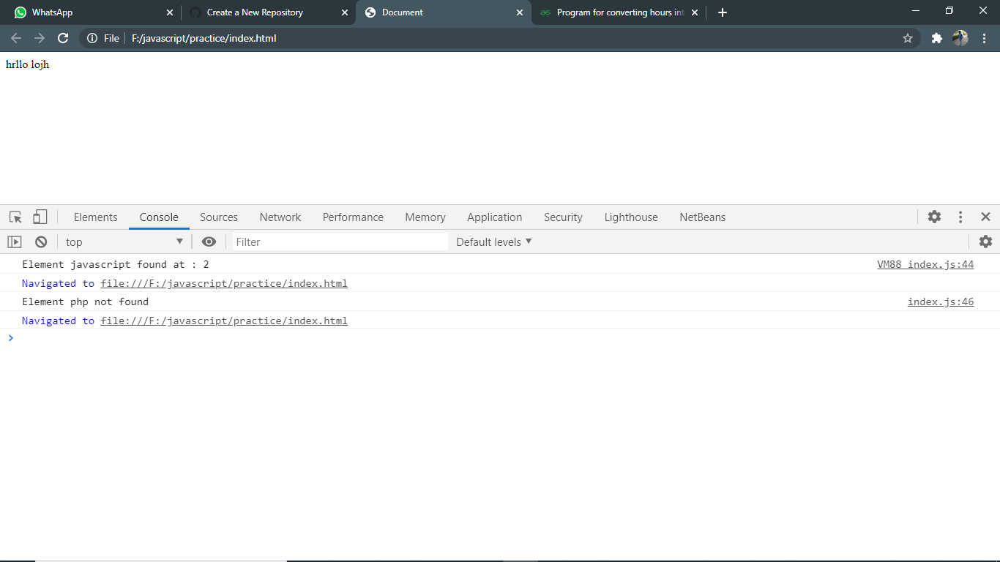 WhatsApp
Create a New Repository
Document
Program for converting hours int
File
F:/javascript/practice/index.html
hrllo lojh
Elements Console Sources Network Performance Memory Application Security Lighthouse NetBeans
top Filter Default levels
Element javascript found at : 2 VM88 index.js:44
Navigated to file:///F:/javascript/practice/index.html
Element php not found index.js:46
Navigated to file:///F:/javascript/practice/index.html